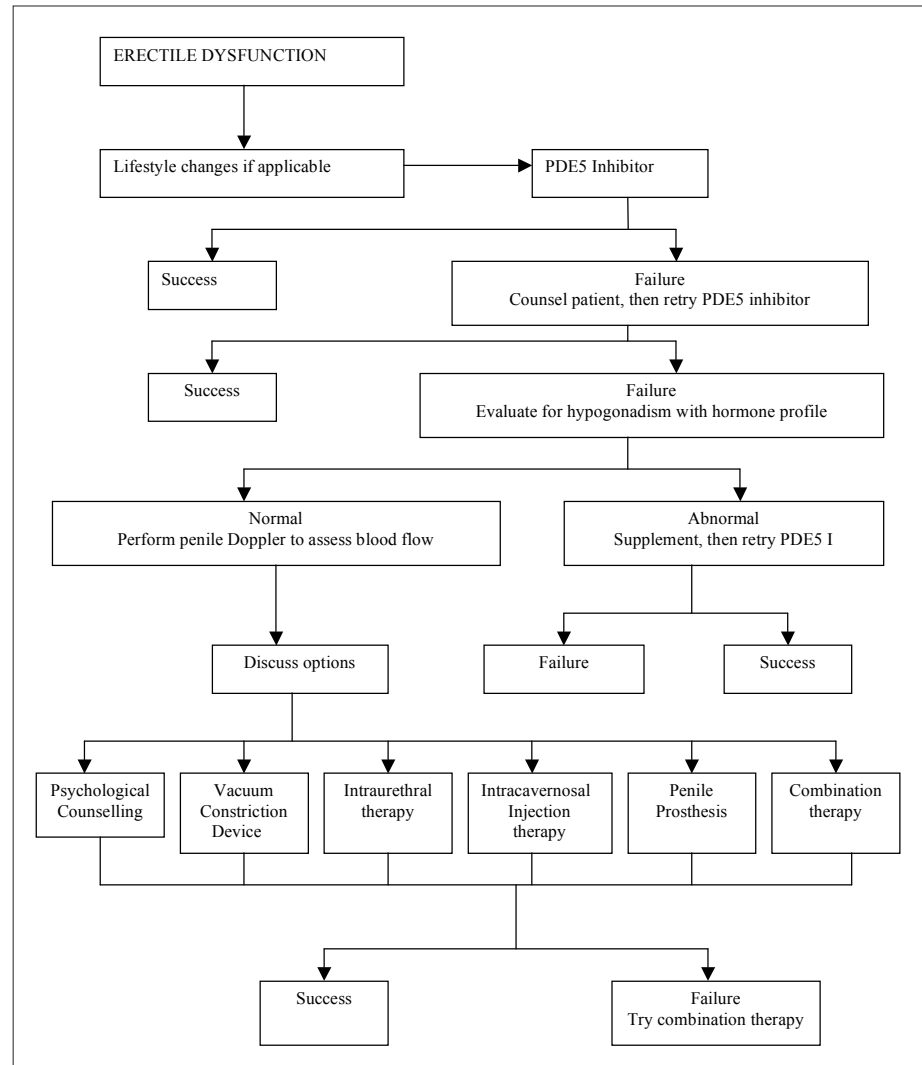 ERECTILE DYSFUNCTION
Lifestyle changes if applicable
PDE5 Inhibitor
Success
Failure
Counsel patient, then retry PDE5 inhibitor
Success
Failure
Evaluate for hypogonadism with hormone profile
Normal
Perform penile Doppler to assess blood flow
Abnormal
Supplement, then retry PDE5 I
Discuss options
Failure
Success
Psychological
Counselling
Vacuum
Constriction
Device
Intraurethral
therapy
Intracavernosal
Injection
therapy
Penile
Prosthesis
Combination
therapy
Success
Failure
Try combination therapy